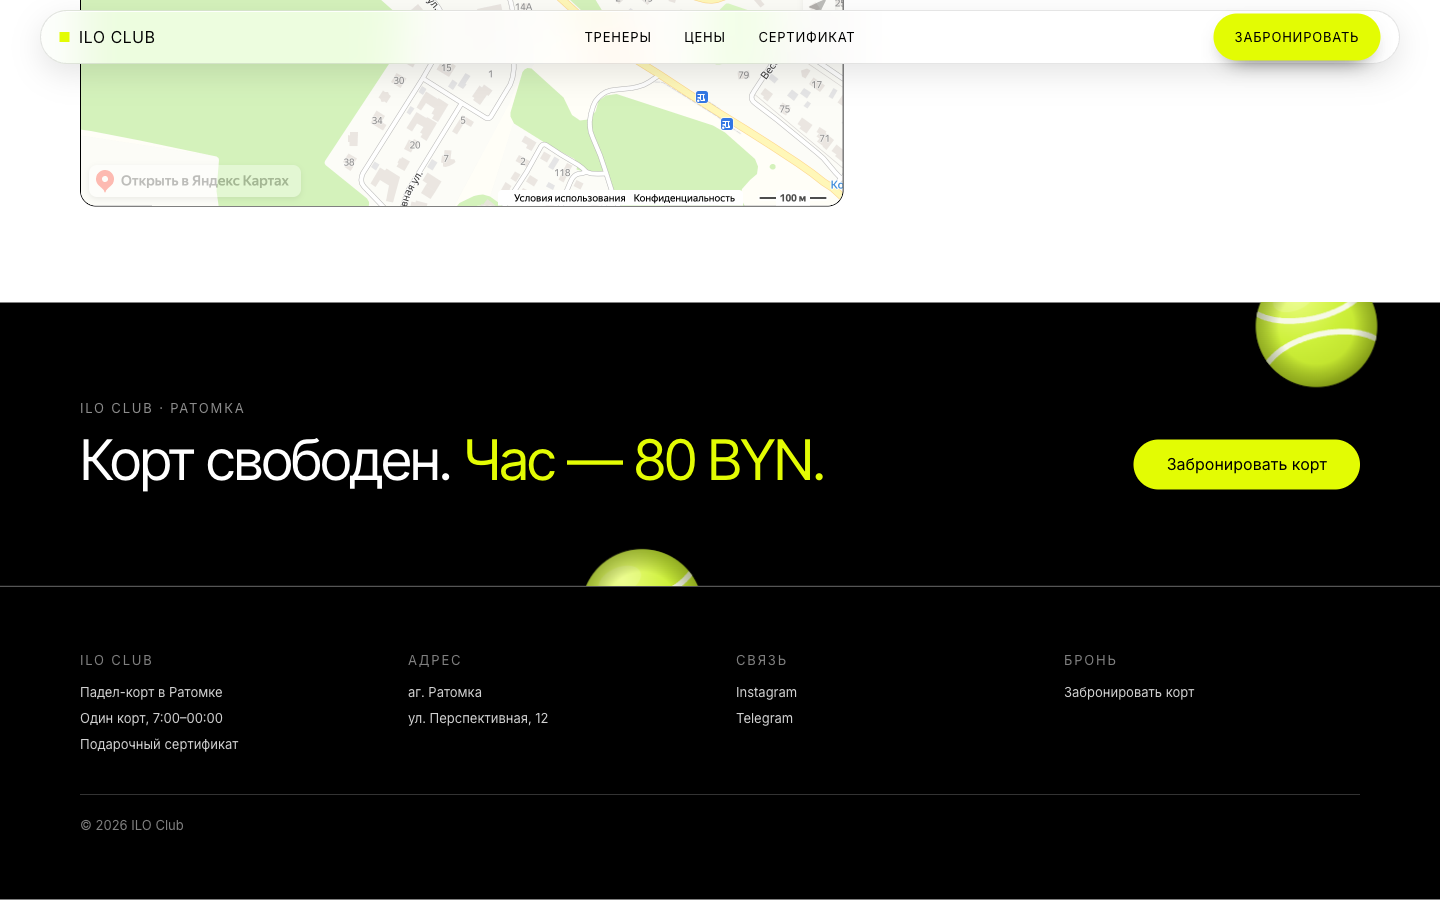 ILO CLUB
ТРЕНЕРЫ
ЦЕНЫ
СЕРТИФИКАТ
ЗАБРОНИРОВАТЬ
ул.
14А
15
1
30
34
5
20
7
38
2
118
79
17
75
71
вная ул.
Открыть в Яндекс Картах
Условия использования
Конфиденциальность
100 м
ILO CLUB · РАТОМКА
Корт свободен. Час — 80 BYN.
Забронировать корт
ILO CLUB
Падел-корт в Ратомке
Один корт, 7:00–00:00
Подарочный сертификат
АДРЕС
аг. Ратомка
ул. Перспективная, 12
СВЯЗЬ
Instagram
Telegram
БРОНЬ
Забронировать корт
© 2026 ILO Club